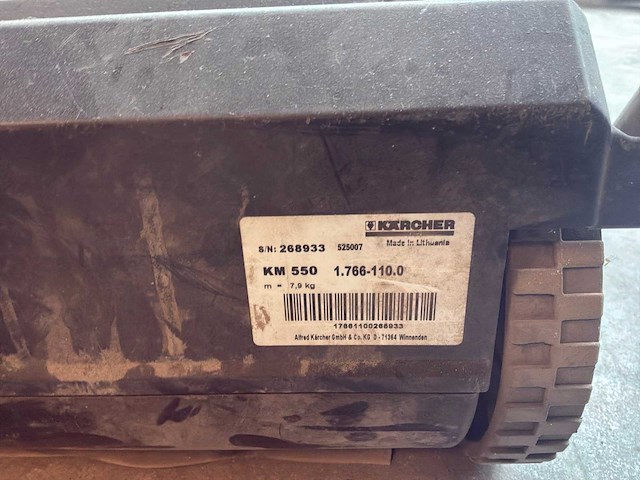 KÄRCHER
S/N: 268933 525007 Made in Lithuania
KM 550 1.766-110.0
m = 7,9 kg
17661100268933
Alfred Kärcher GmbH & Co. KG D - 71364 Winnenden